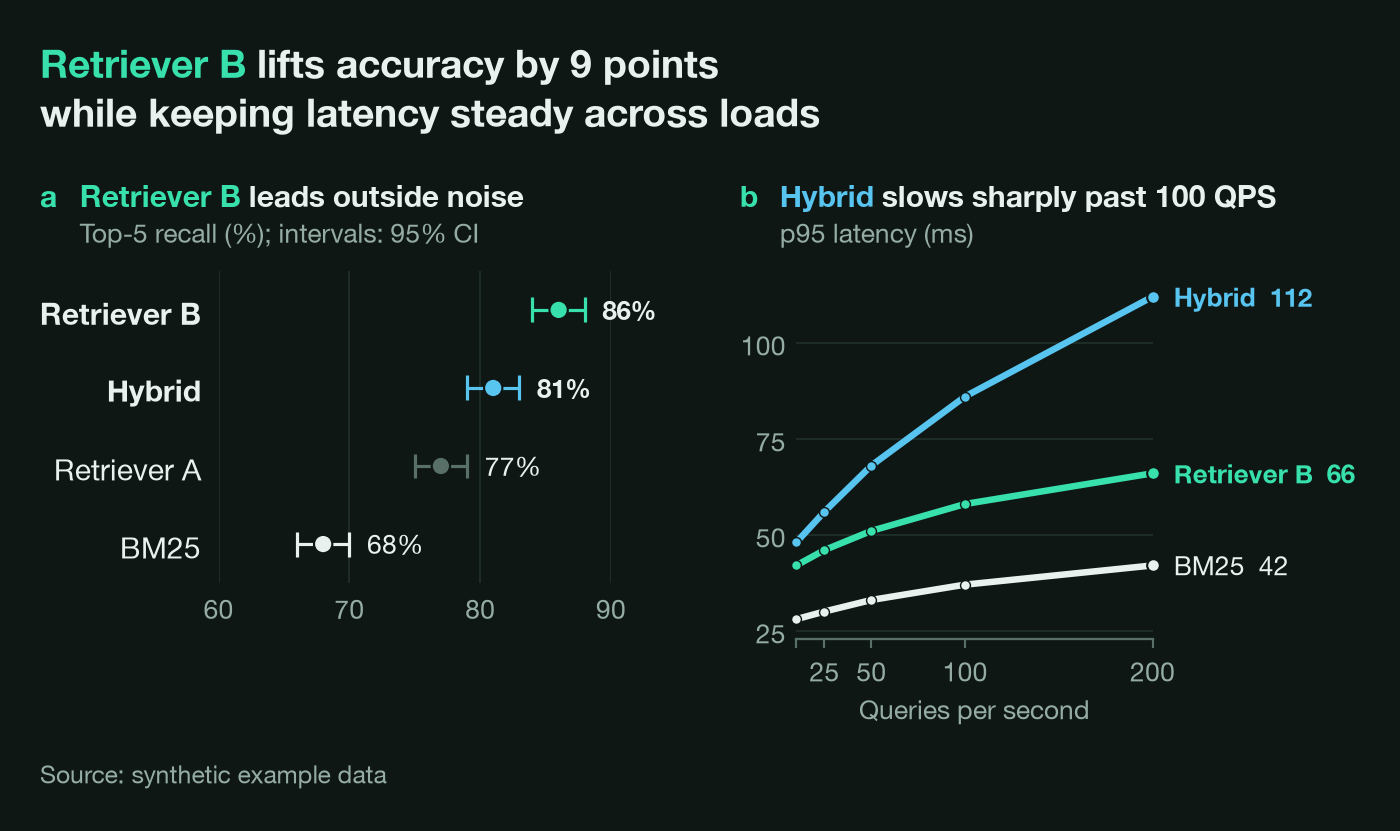 Retriever B lifts accuracy by 9 points
while keeping latency steady across loads
a Retriever B leads outside noise
Top-5 recall (%); intervals: 95% CI
Retriever B 86%
Hybrid 81%
Retriever A 77%
BM25 68%
60 70 80 90
b Hybrid slows sharply past 100 QPS
p95 latency (ms)
Hybrid 112
100
75
Retriever B 66
50
BM25 42
25
25 50 100 200
Queries per second
Source: synthetic example data